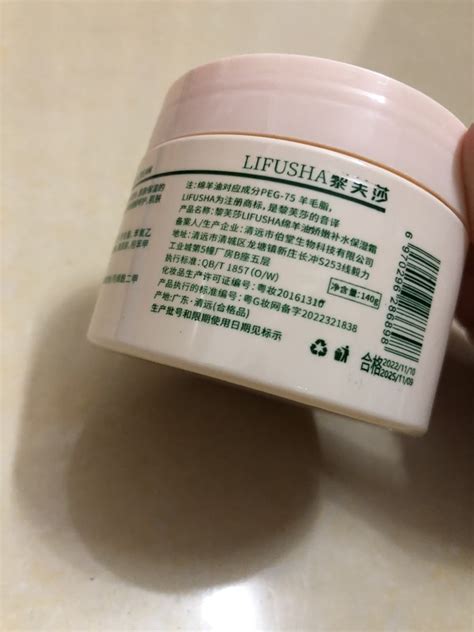 LIFUSHA黎芙莎
注：绵羊油对应成分PEG-75 羊毛脂，
LIFUSHA为注册商标，是黎芙莎的音译
产品名称：黎芙莎LIFUSHA绵羊油娇嫩补水保湿霜
备案人/生产企业：清远市伯堂生物科技有限公司
地址：清远市清城区龙塘镇新庄长冲S253线毅力
工业城第5幢厂房B座五层
执行标准：QB/T 1857 (O/W)
化妆品生产许可证编号：粤妆20161310
产品执行的标准编号：粤G妆网备字2022321838
产地：广东·清远(合格品)
生产批号和限期使用日期见标示
净含量：140g
合格
2022/11/10
2025/11/09